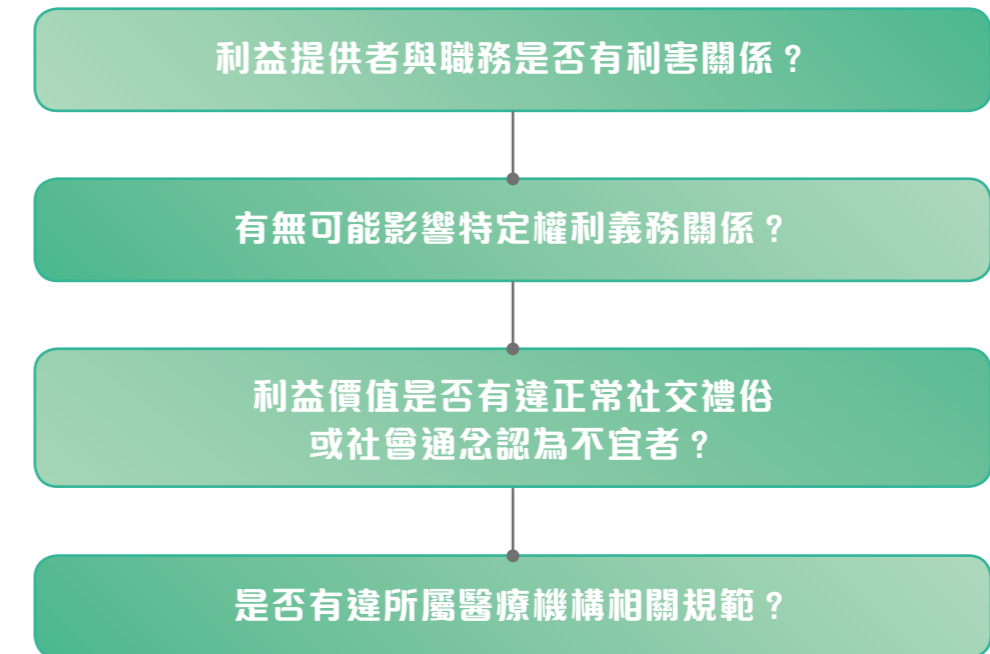 利益提供者與職務是否有利害關係？
有無可能影響特定權利義務關係？
利益價值是否有違正常社交禮俗
或社會通念認為不宜者？
是否有違所屬醫療機構相關規範？